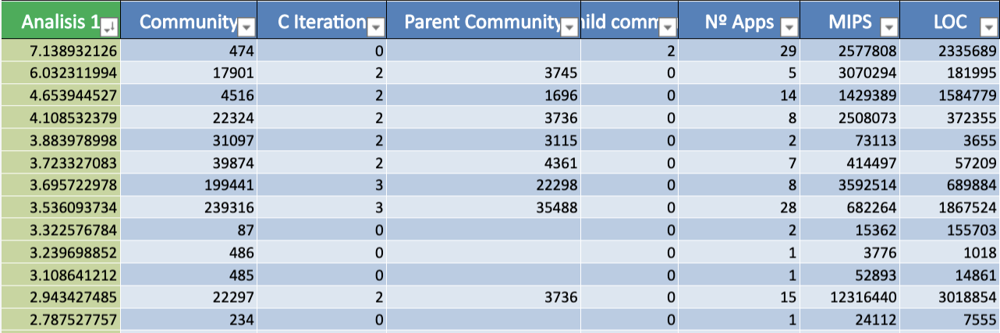 Analisis 1 Community C Iteration Parent Community hild comm Nº Apps MIPS LOC
7.138932126 474 0 2 29 2577808 2335689
6.032311994 17901 2 3745 0 5 3070294 181995
4.653944527 4516 2 1696 0 14 1429389 1584779
4.108532379 22324 2 3736 0 8 2508073 372355
3.883978998 31097 2 3115 0 2 73113 3655
3.723327083 39874 2 4361 0 7 414497 57209
3.695722978 199441 3 22298 0 8 3592514 689884
3.536093734 239316 3 35488 0 28 682264 1867524
3.322576784 87 0 0 2 15362 155703
3.239698852 486 0 0 1 3776 1018
3.108641212 485 0 0 1 52893 14861
2.943427485 22297 2 3736 0 15 12316440 3018854
2.787527757 234 0 0 1 24112 7555